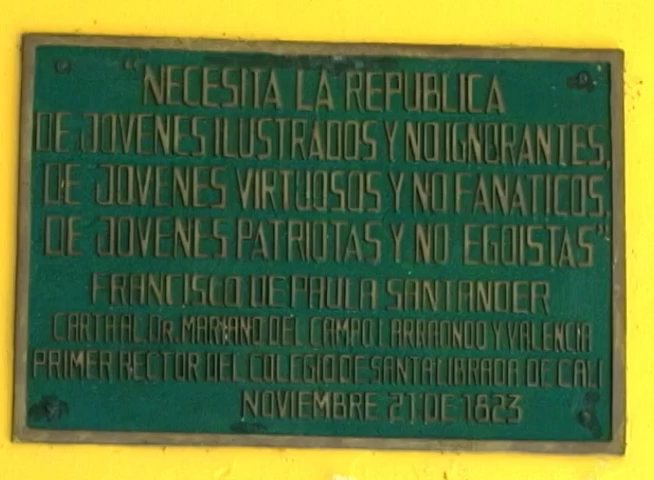 "NECESITA LA REPUBLICA
DE JOVENES ILUSTRADOS Y NO IGNORANTES,
DE JOVENES VIRTUOSOS Y NO FANATICOS,
DE JOVENES PATRIOTAS Y NO EGOISTAS"
FRANCISCO DE PAULA SANTANDER
CARTA AL Dr. MARIANO DEL CAMPO LARRAONDO Y VALENCIA
PRIMER RECTOR DEL COLEGIO DE SANTA LIBRADA DE CALI
NOVIEMBRE 21 DE 1823